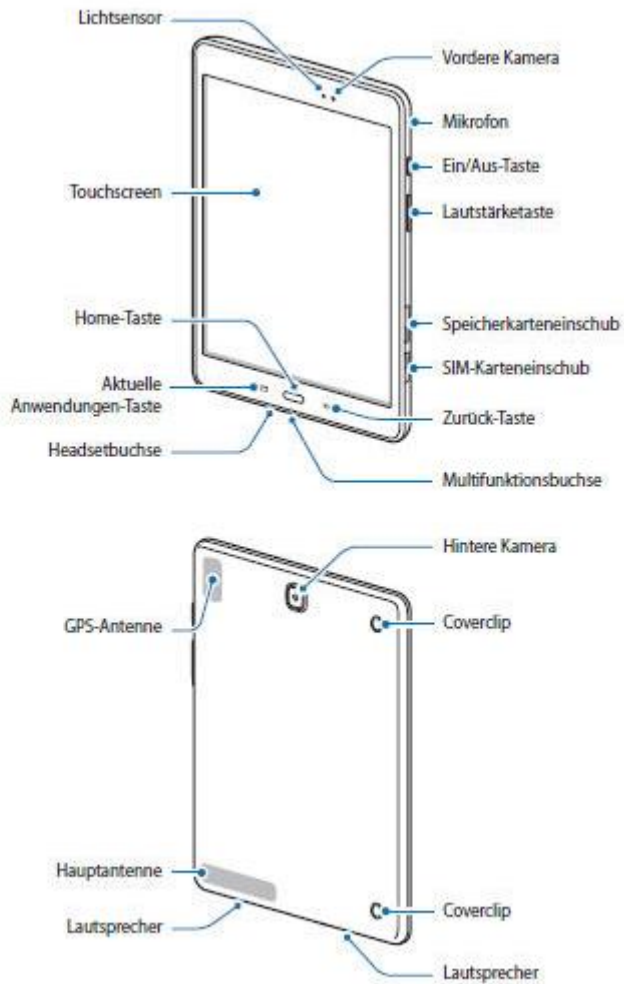 Lichtsensor
Vordere Kamera
Mikrofon
Ein/Aus-Taste
Touchscreen
Lautstärketaste
Home-Taste
Speicherkarteneinschub
SIM-Karteneinschub
Aktuelle
Anwendungen-Taste
Zurück-Taste
Headsetbuchse
Multifunktionsbuchse
Hintere Kamera
GPS-Antenne
Coverclip
Hauptantenne
Coverclip
Lautsprecher
Lautsprecher